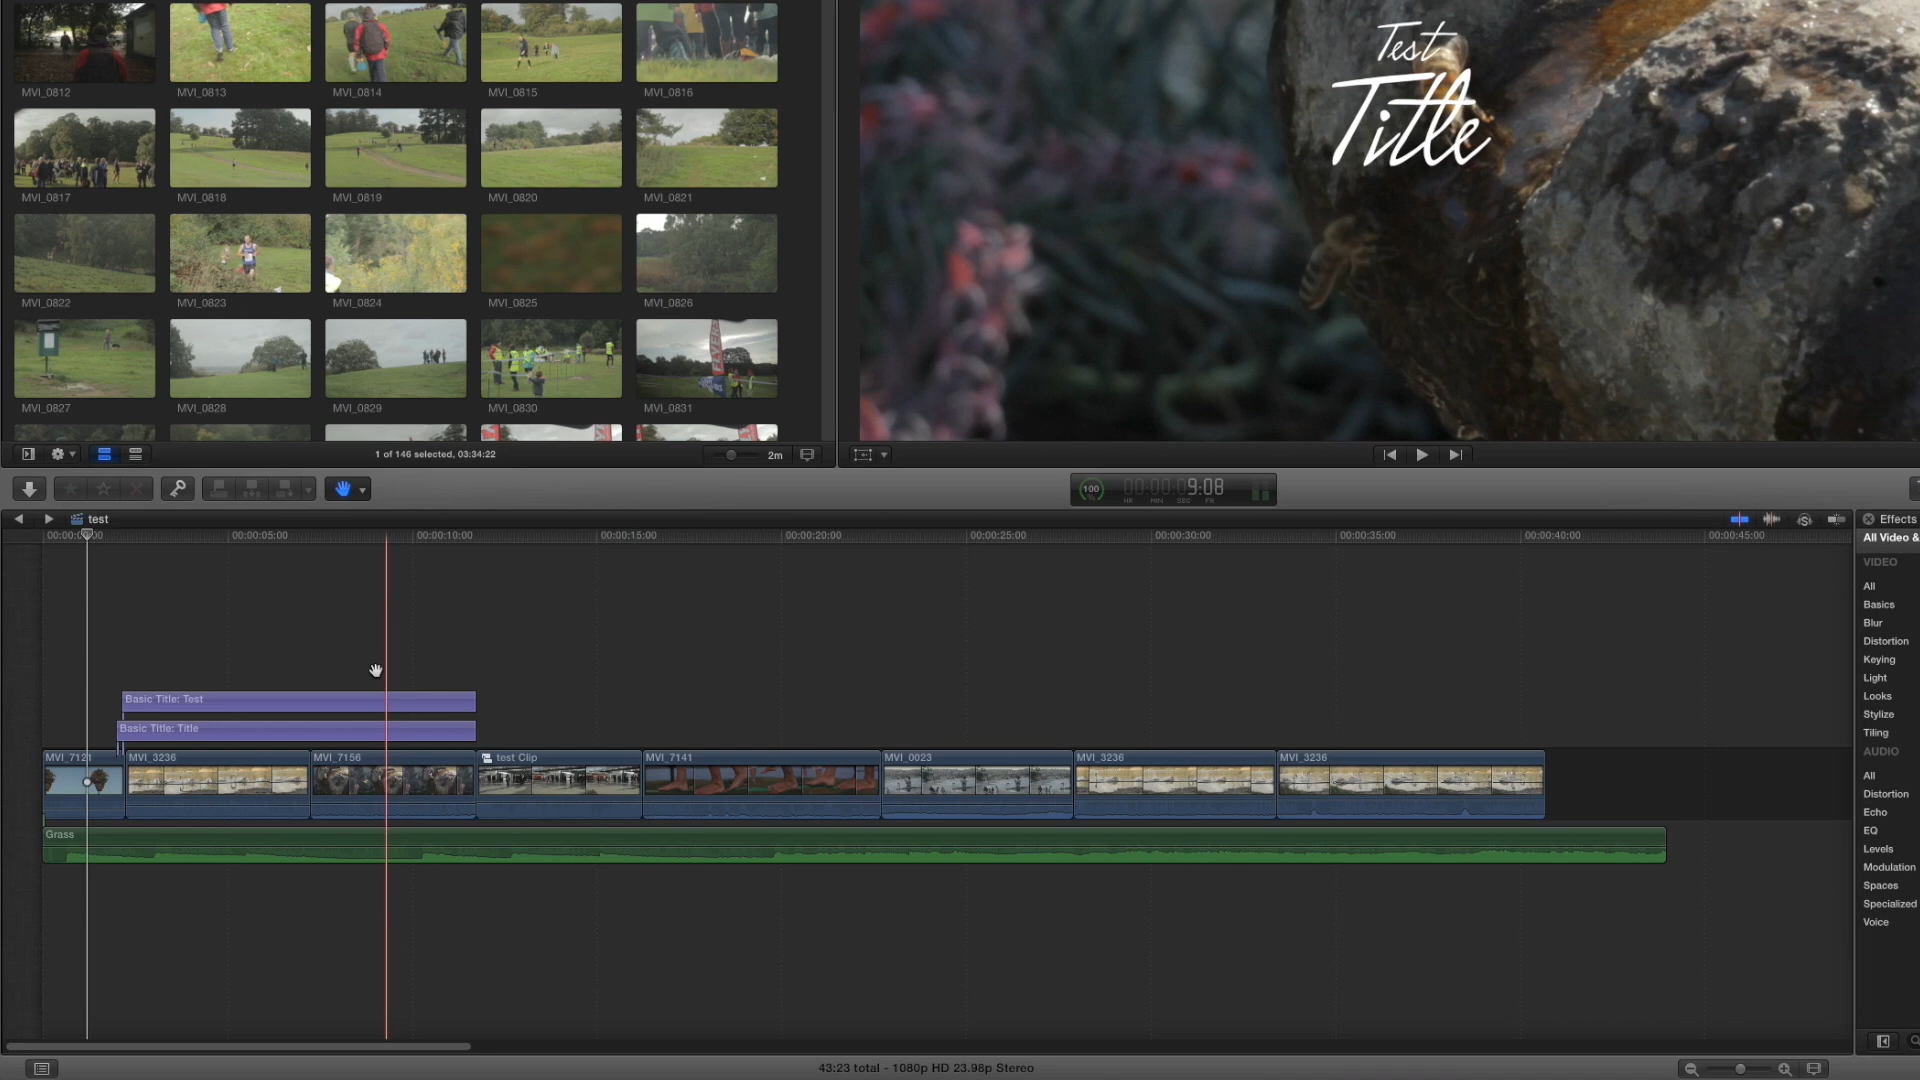 MVI_0812 MVI_0813 MVI_0814 MVI_0815 MVI_0816
MVI_0817 MVI_0818 MVI_0819 MVI_0820 MVI_0821
MVI_0822 MVI_0823 MVI_0824 MVI_0825 MVI_0826
MVI_0827 MVI_0828 MVI_0829 MVI_0830 MVI_0831
1 of 146 selected, 03:34:22
2m
Test
Title
100
9:08
HR MIN SEC FR
test
00:00:05:00 00:00:10:00 00:00:15:00 00:00:20:00 00:00:25:00 00:00:30:00 00:00:35:00 00:00:40:00 00:00:45:00
Basic Title: Test
Basic Title: Title
MVI_7121 MVI_3236 MVI_7156 test Clip MVI_7141 MVI_0023 MVI_3236 MVI_3236
Grass
Effects
All Video &
VIDEO
All
Basics
Blur
Distortion
Keying
Light
Looks
Stylize
Tiling
AUDIO
All
Distortion
Echo
EQ
Levels
Modulation
Spaces
Specialized
Voice
43:23 total - 1080p HD 23.98p Stereo